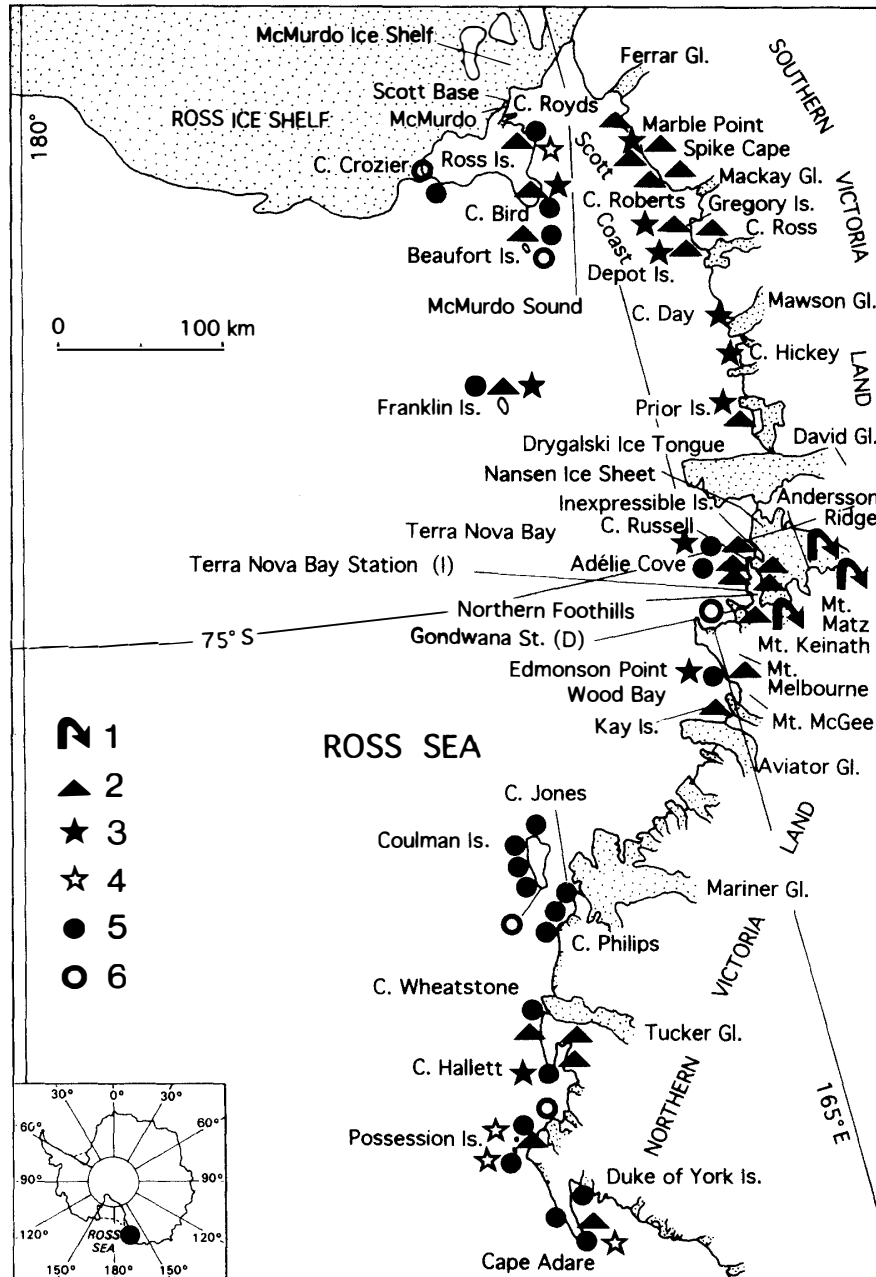 McMurdo Ice Shelf
Ferrar Gl.
SOUTHERN
Scott Base
C. Royds
McMurdo
ROSS ICE SHELF
Marble Point
180°
Scott
Spike Cape
C. Crozier
Ross Is.
Mackay Gl.
VICTORIA
C. Roberts
Gregory Is.
C. Bird
C. Ross
Coast
Beaufort Is.
Depot Is.
McMurdo Sound
C. Day
Mawson Gl.
0 100 km
C. Hickey
LAND
Franklin Is.
Prior Is.
David Gl.
Drygalski Ice Tongue
Nansen Ice Sheet
Andersson
Ridge
Inexpressible Is.
C. Russell
Terra Nova Bay
Terra Nova Bay Station (I)
Adélie Cove
Northern Foothills
Mt.
Matz
75°S
Gondwana St. (D)
Mt. Keinath
Edmonson Point
Mt.
Melbourne
Wood Bay
Kay Is.
Mt. McGee
ROSS SEA
Aviator Gl.
1
2
3
4
5
6
C. Jones
LAND
Coulman Is.
Mariner Gl.
C. Philips
VICTORIA
C. Wheatstone
Tucker Gl.
C. Hallett
NORTHERN
165°E
Possession Is.
Duke of York Is.
Cape Adare
30° 0° 30°
60° 60°
90° 90°
120° 120°
ROSS
SEA
150° 180° 150°